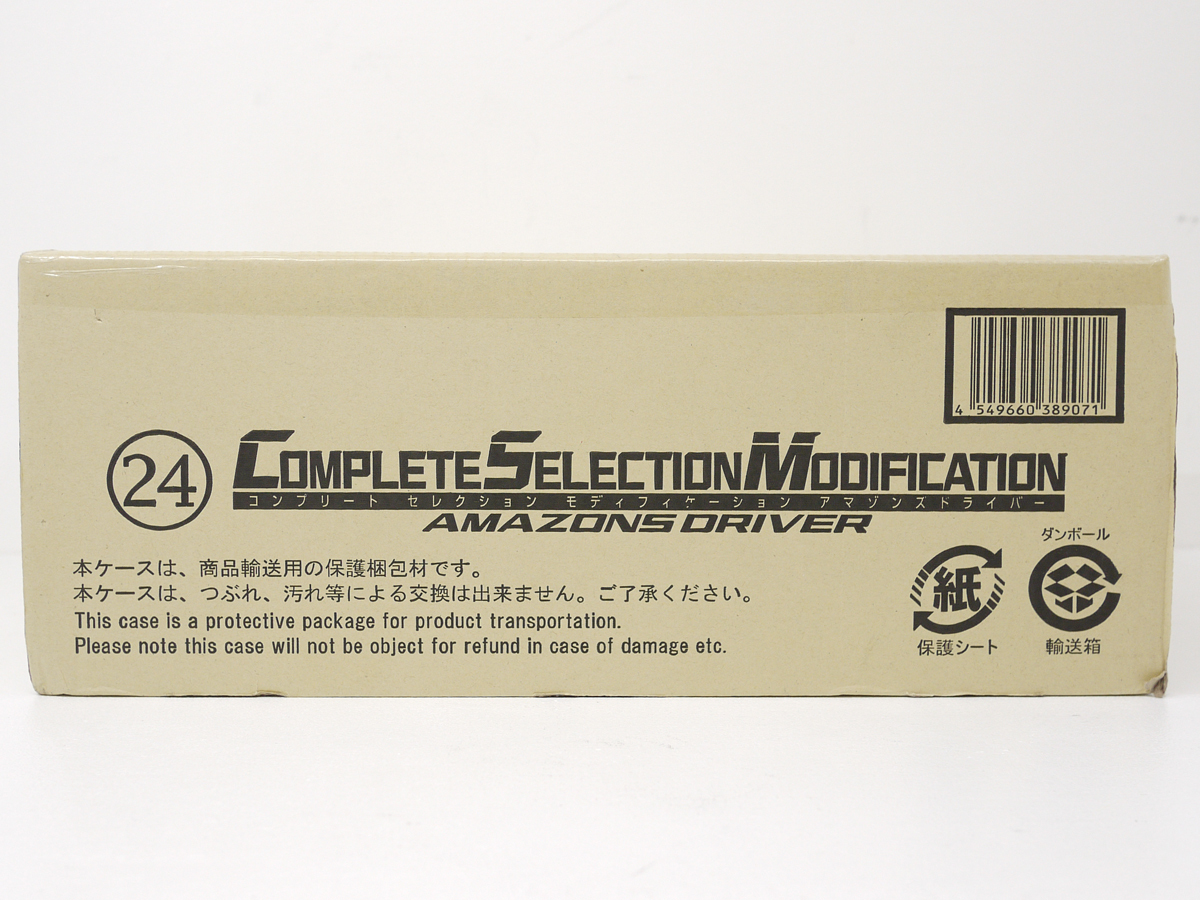 4 549660 389071
24
COMPLETE SELECTION MODIFICATION
コンプリート セレクション モディフィケーション アマゾンズドライバー
AMAZONS DRIVER
本ケースは、商品輸送用の保護梱包材です。
本ケースは、つぶれ、汚れ等による交換は出来ません。ご了承ください。
This case is a protective package for product transportation.
Please note this case will not be object for refund in case of damage etc.
紙
保護シート
ダンボール
輸送箱